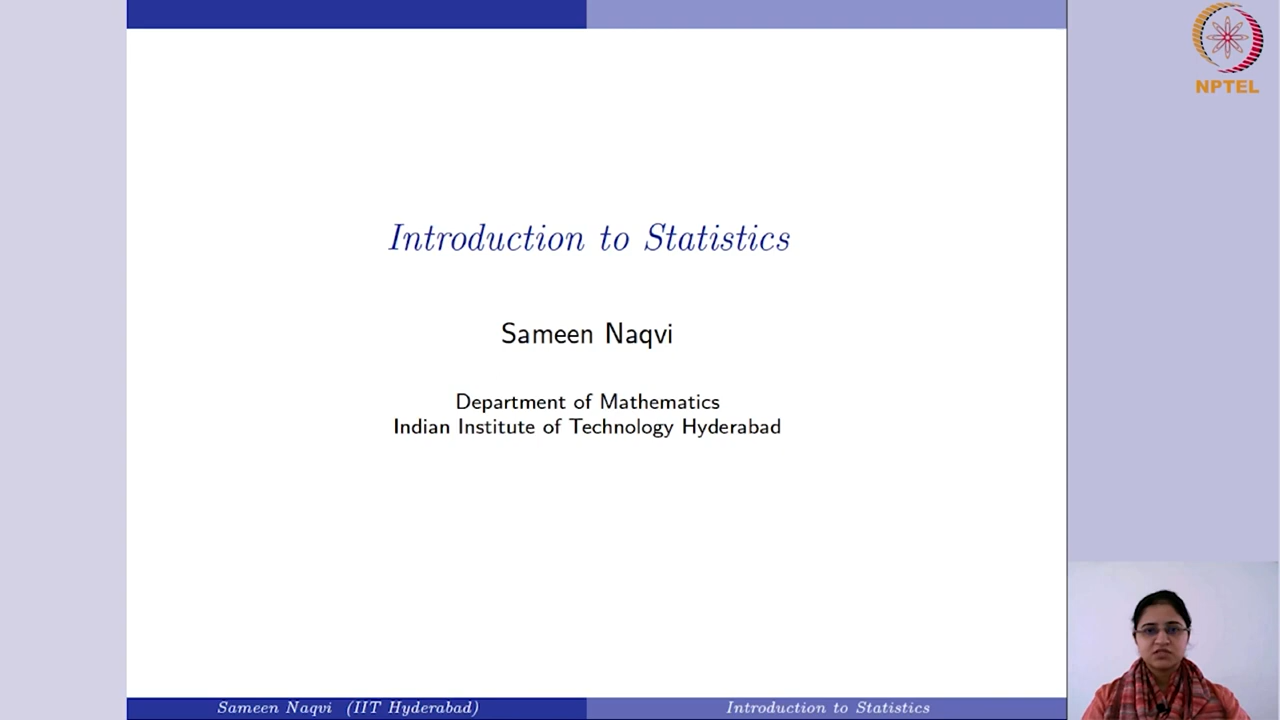 NPTEL
Introduction to Statistics
Sameen Naqvi
Department of Mathematics
Indian Institute of Technology Hyderabad
Sameen Naqvi (IIT Hyderabad)
Introduction to Statistics